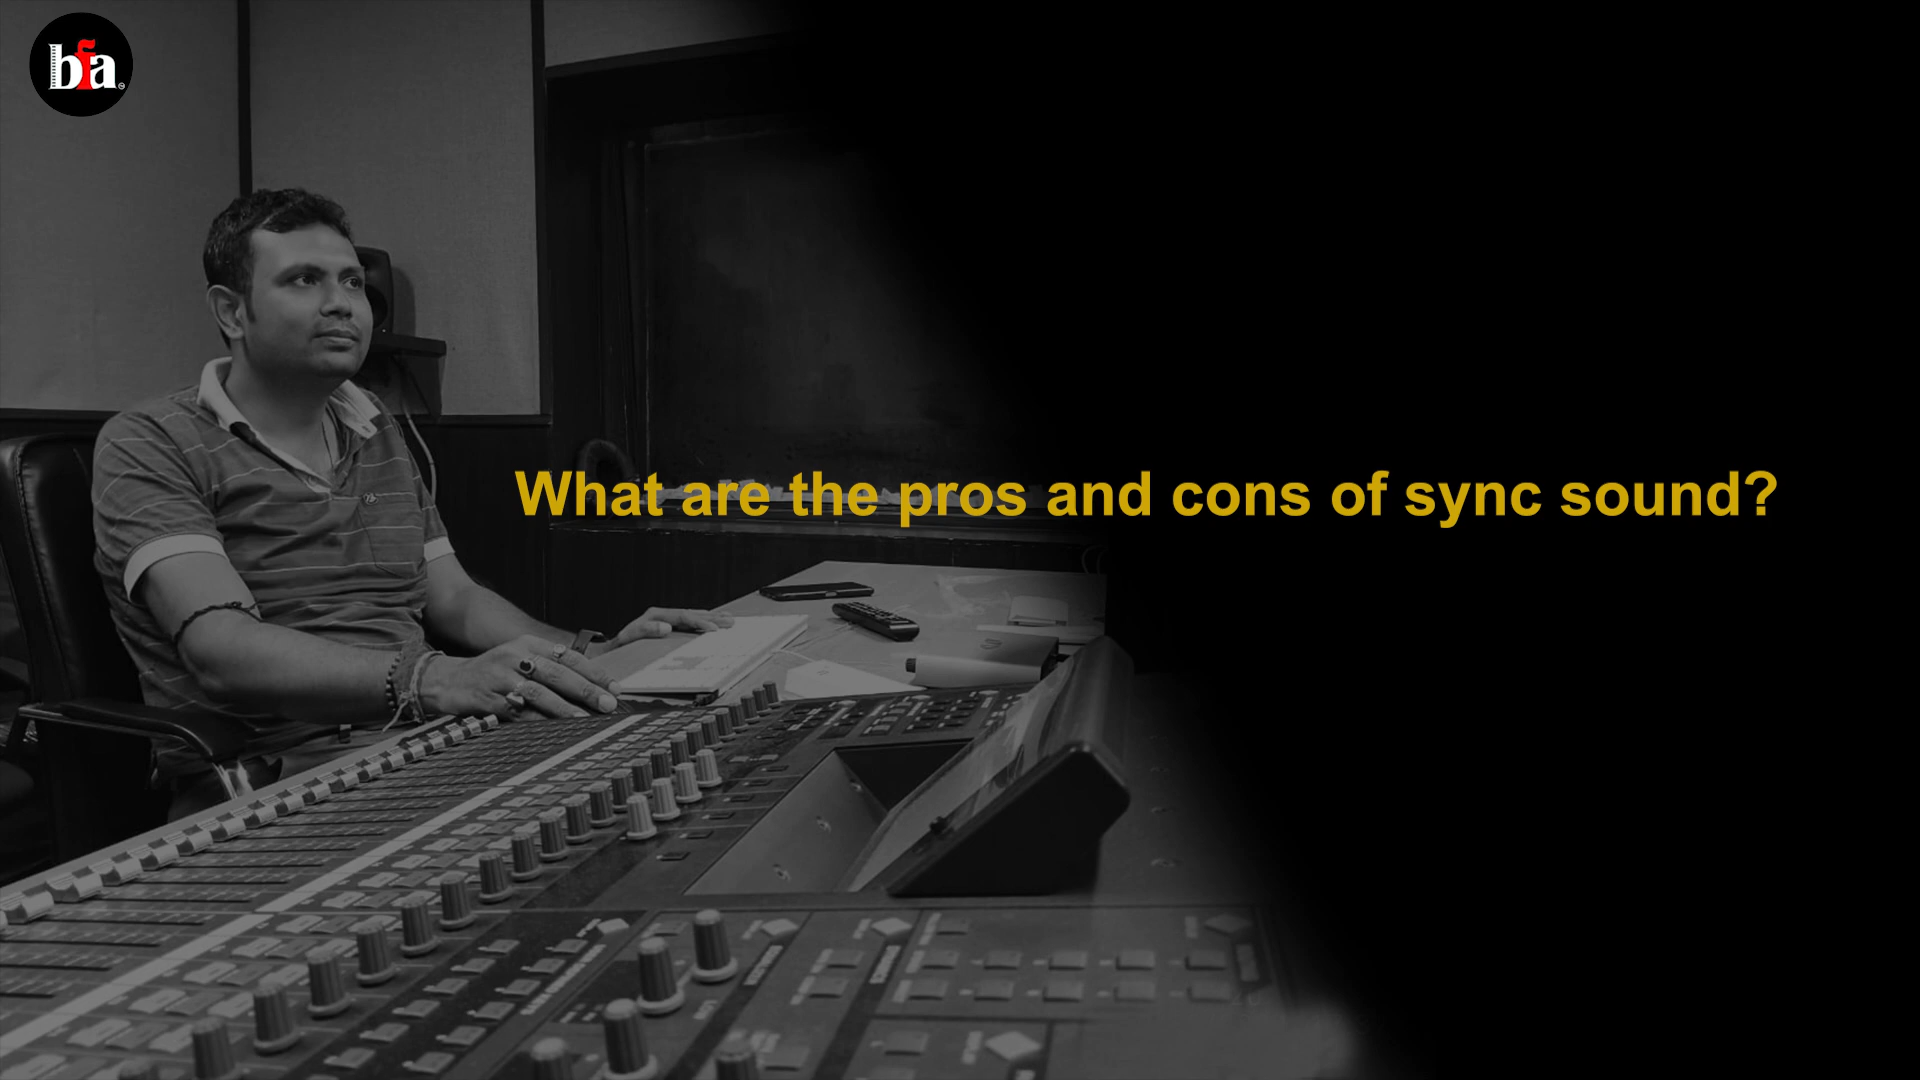 bfa
What are the pros and cons of sync sound?